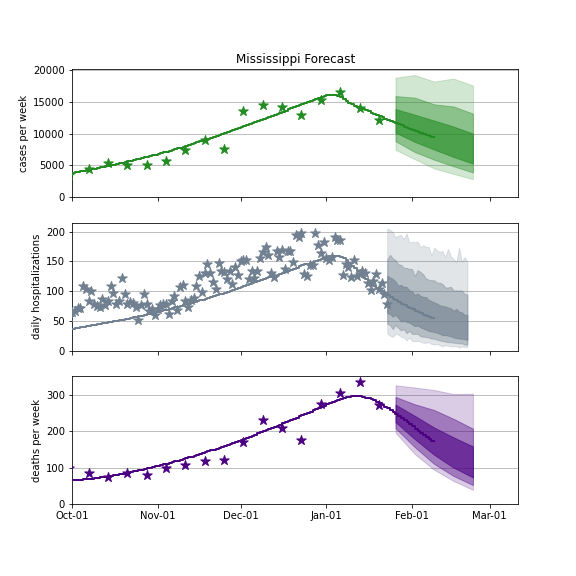 Mississippi Forecast
20000
15000
10000
5000
0
cases per week
200
150
100
50
0
daily hospitalizations
300
200
100
0
deaths per week
Oct-01 Nov-01 Dec-01 Jan-01 Feb-01 Mar-01